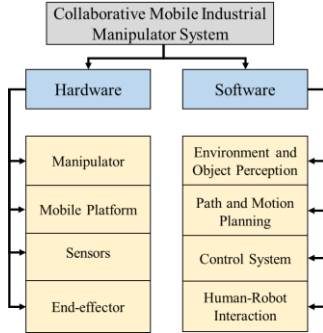 Collaborative Mobile Industrial
Manipulator System
Hardware
Software
Manipulator
Mobile Platform
Sensors
End-effector
Environment and
Object Perception
Path and Motion
Planning
Control System
Human-Robot
Interaction